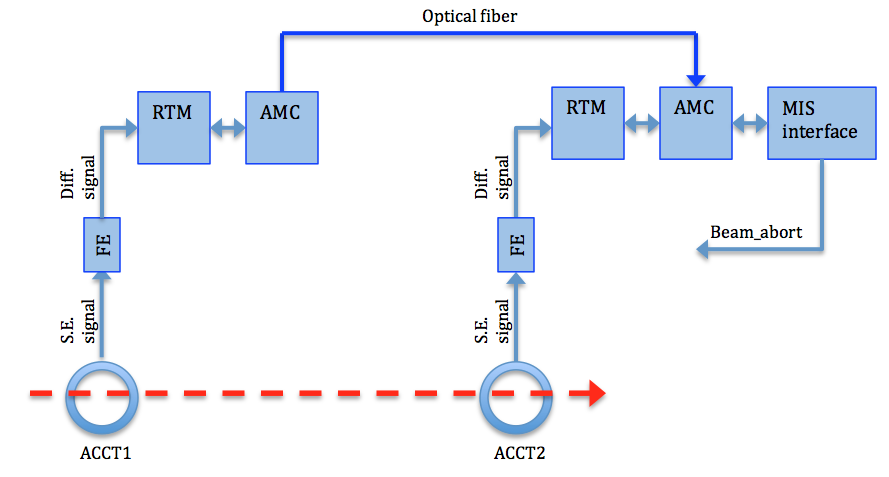 Optical fiber
RTM
AMC
RTM
AMC
MIS
interface
Diff.
signal
Diff.
signal
FE
FE
Beam_abort
S.E.
signal
S.E.
signal
ACCT1
ACCT2